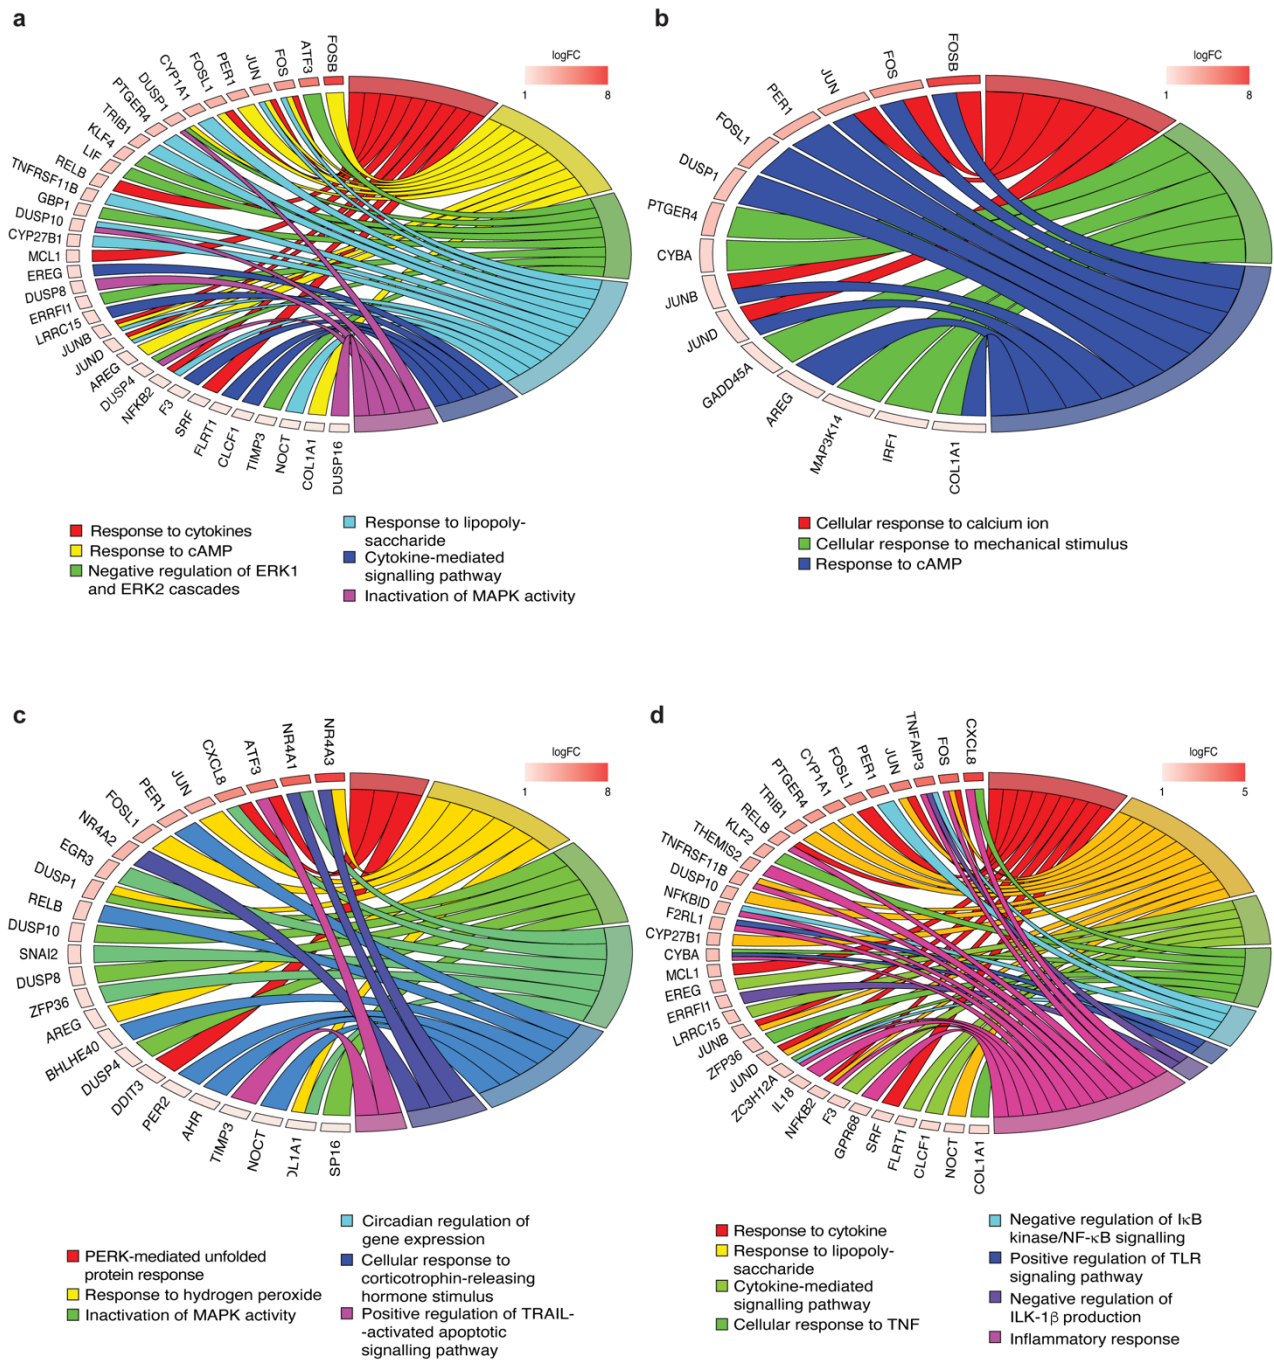 a
FOSB
ATF3
FOS
JUN
PER1
FOSL1
CYP1A1
DUSP1
PTGER4
TRIB1
KLF4
LIF
RELB
TNFRSF11B
GBP1
DUSP10
CYP27B1
MCL1
EREG
DUSP8
ERRFI1
LRRC15
JUNB
JUND
AREG
DUSP4
NFKB2
F3
SRF
FLRT1
CLCF1
TIMP3
NOCT
COL1A1
DUSP16
logFC
1 8
Response to cytokines
Response to cAMP
Negative regulation of ERK1
and ERK2 cascades
Response to lipopoly-
saccharide
Cytokine-mediated
signalling pathway
Inactivation of MAPK activity
b
FOSB
FOS
JUN
PER1
FOSL1
DUSP1
PTGER4
CYBA
JUNB
JUND
GADD45A
AREG
MAP3K14
IRF1
COL1A1
logFC
1 8
Cellular response to calcium ion
Cellular response to mechanical stimulus
Response to cAMP
c
NR4A3
NR4A1
ATF3
CXCL8
JUN
PER1
FOSL1
NR4A2
EGR3
DUSP1
RELB
DUSP10
SNAI2
DUSP8
ZFP36
AREG
BHLHE40
DUSP4
DDIT3
PER2
AHR
TIMP3
NOCT
OL1A1
SP16
logFC
1 8
PERK-mediated unfolded
protein response
Response to hydrogen peroxide
Inactivation of MAPK activity
Circadian regulation of
gene expression
Cellular response to
corticotrophin-releasing
hormone stimulus
Positive regulation of TRAIL-
-activated apoptotic
signalling pathway
d
CXCL8
FOS
TNFAIP3
JUN
PER1
FOSL1
CYP1A1
PTGER4
TRIB1
RELB
KLF2
THEMIS2
TNFRSF11B
DUSP10
NFKBID
F2RL1
CYP27B1
CYBA
MCL1
EREG
ERRFI1
LRRC15
JUNB
ZFP36
JUND
ZC3H12A
IL18
NFKB2
F3
GPR68
SRF
FLRT1
CLCF1
NOCT
COL1A1
logFC
1 5
Response to cytokine
Response to lipopoly-
saccharide
Cytokine-mediated
signalling pathway
Cellular response to TNF
Negative regulation of IκB
kinase/NF-κB signalling
Positive regulation of TLR
signaling pathway
Negative regulation of
ILK-1β production
Inflammatory response